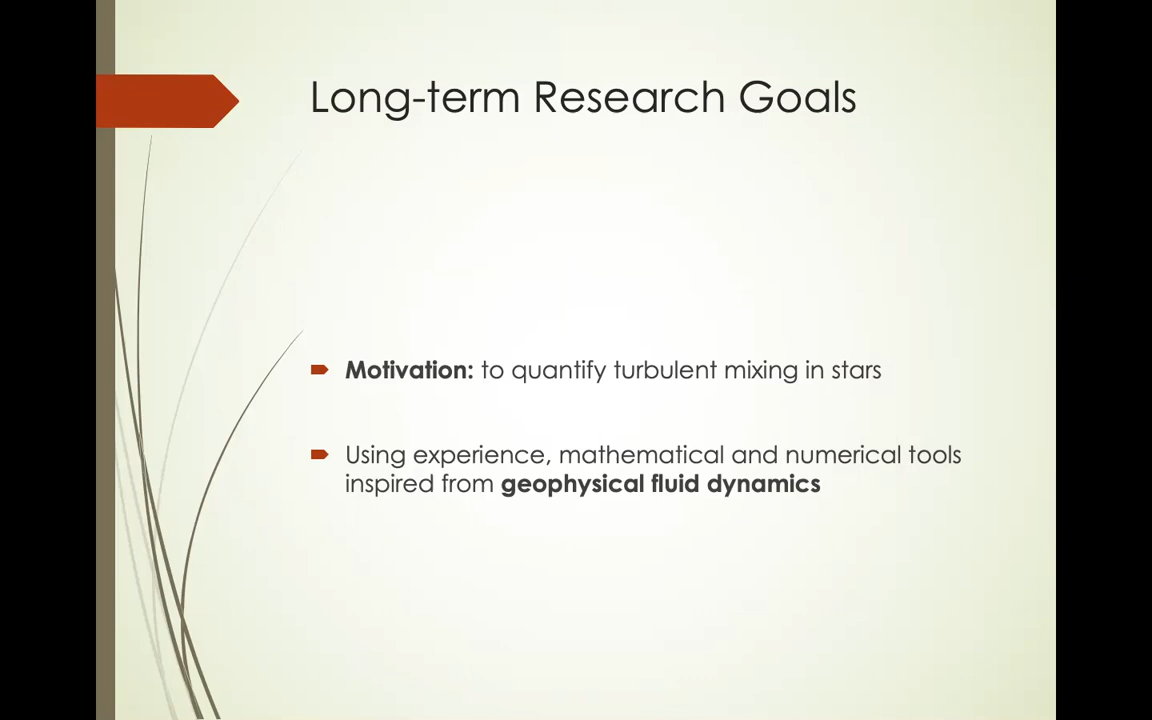 Long-term Research Goals
Motivation: to quantify turbulent mixing in stars
Using experience, mathematical and numerical tools
inspired from geophysical fluid dynamics